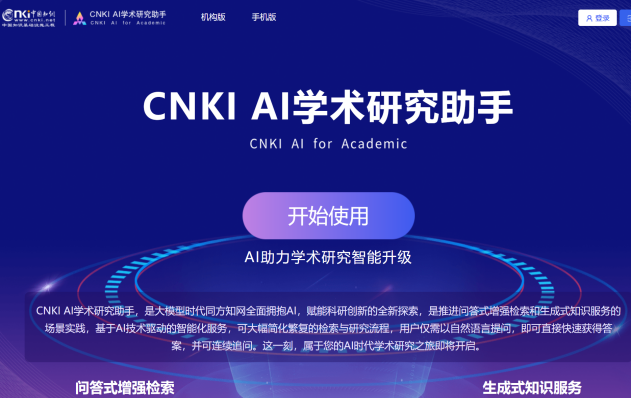 cnki 中国知网
www.cnki.net
中国知识基础设施工程
CNKI AI学术研究助手
CNKI AI for Academic
机构版
手机版
登录
CNKI AI学术研究助手
CNKI AI for Academic
开始使用
AI助力学术研究智能升级
CNKI AI学术研究助手，是大模型时代同方知网全面拥抱AI，赋能科研创新的全新探索，是推进问答式增强检索和生成式知识服务的
场景实践，基于AI技术驱动的智能化服务，可大幅简化繁复的检索与研究流程，用户仅需以自然语言提问，即可直接快速获得答
案，并可连续追问。这一刻，属于您的AI时代学术研究之旅即将开启。
问答式增强检索
生成式知识服务